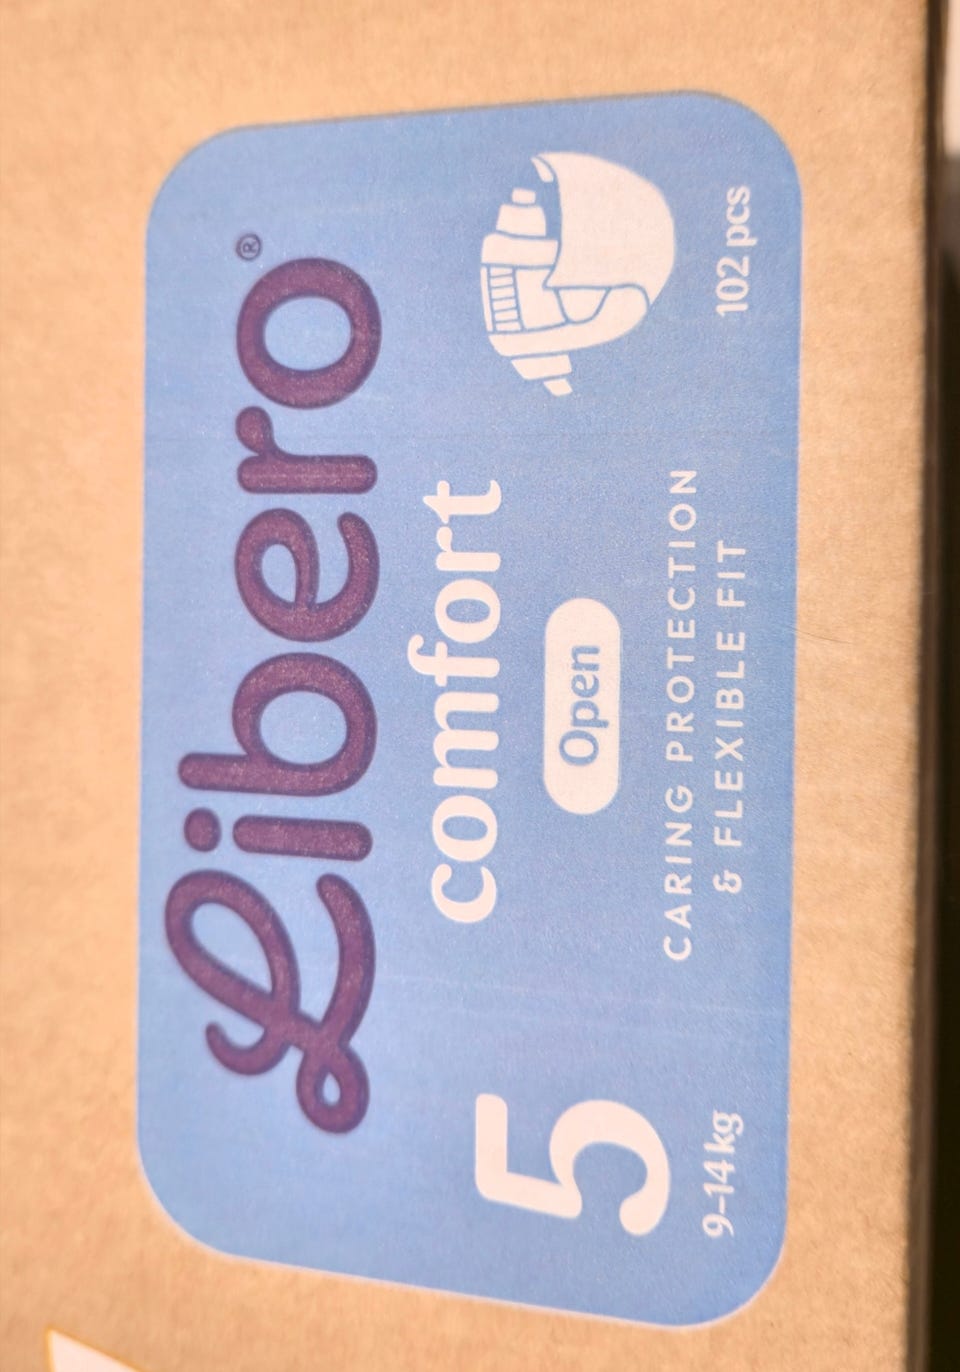 Libero®
comfort
Open
CARING PROTECTION
& FLEXIBLE FIT
5
9–14 kg
102 pcs